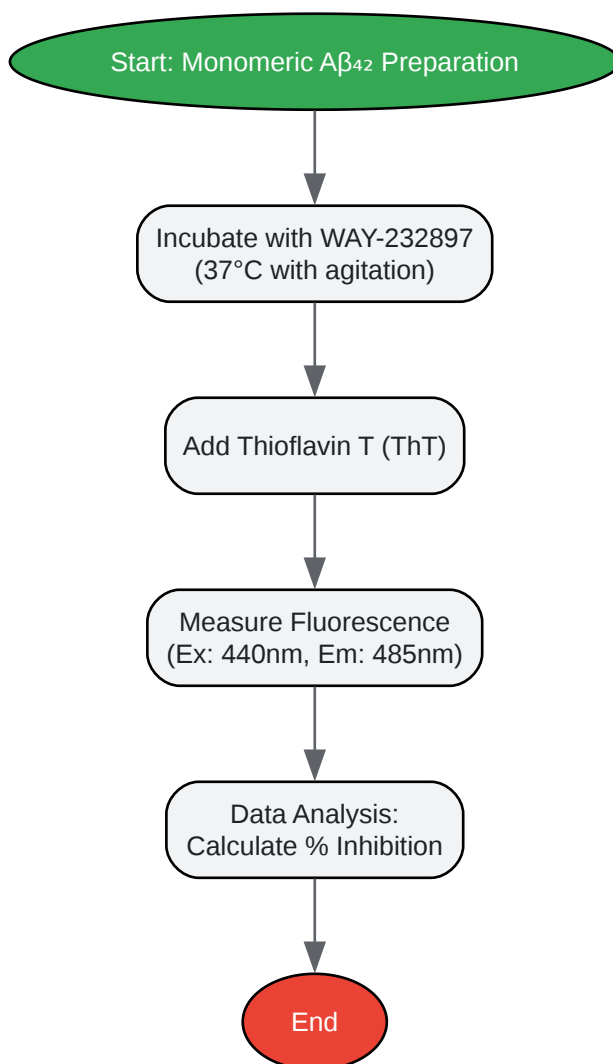 Start: Monomeric Aβ₄₂ Preparation
Incubate with WAY-232897
(37°C with agitation)
Add Thioflavin T (ThT)
Measure Fluorescence
(Ex: 440nm, Em: 485nm)
Data Analysis:
Calculate % Inhibition
End